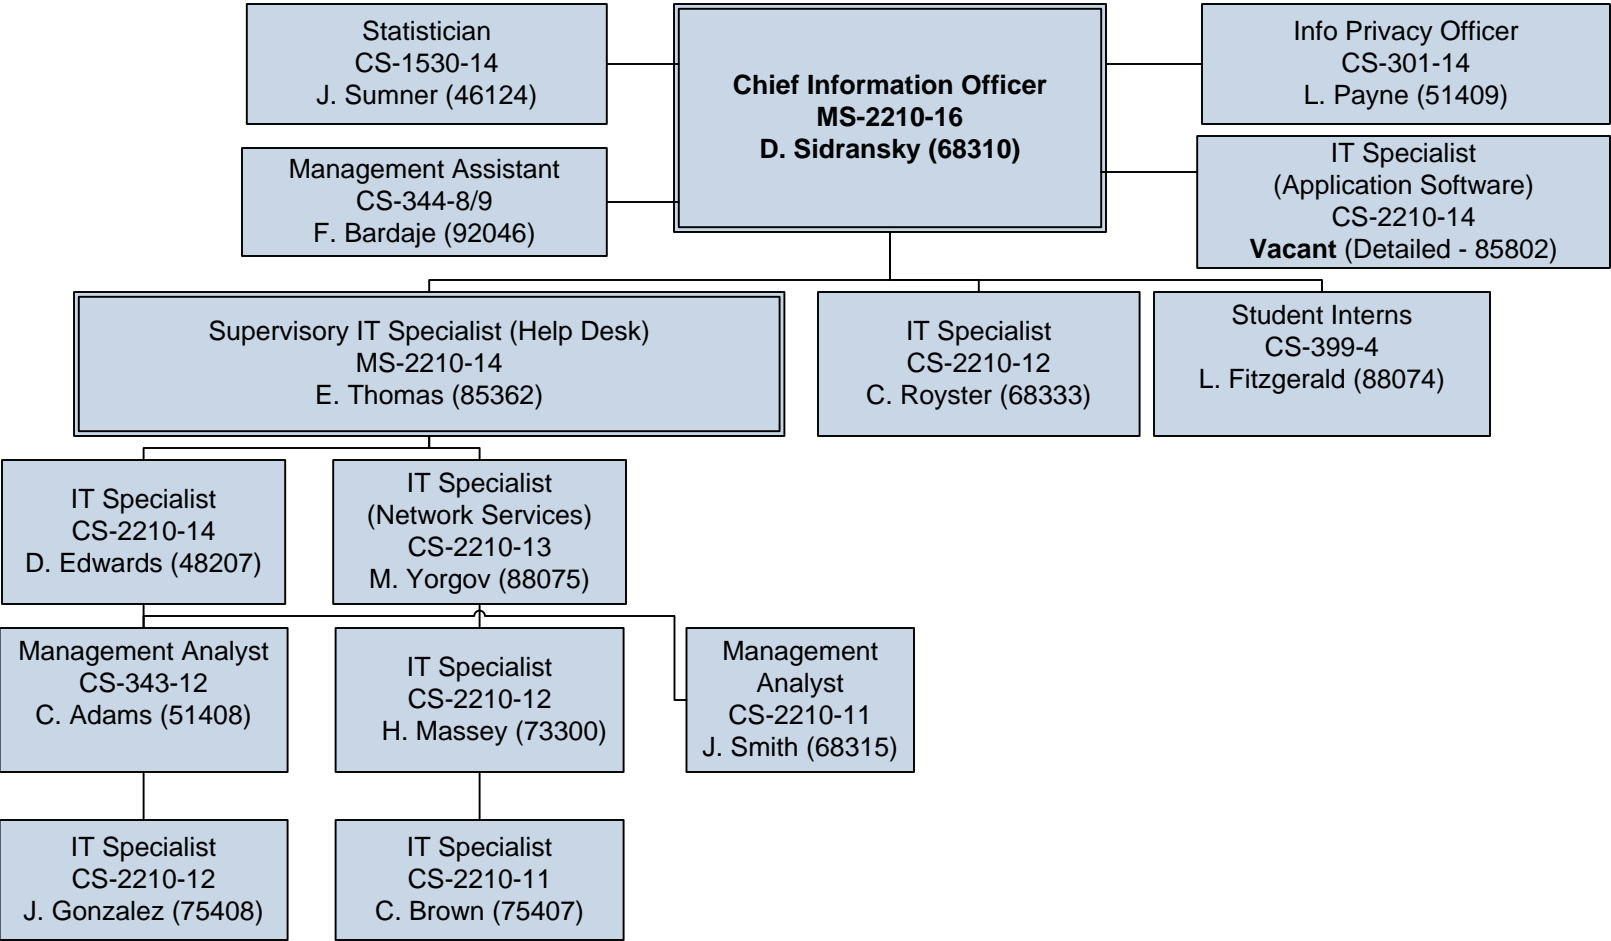 Statistician
CS-1530-14
J. Sumner (46124)
Chief Information Officer
MS-2210-16
D. Sidransky (68310)
Info Privacy Officer
CS-301-14
L. Payne (51409)
Management Assistant
CS-344-8/9
F. Bardaje (92046)
IT Specialist
(Application Software)
CS-2210-14
Vacant (Detailed - 85802)
Supervisory IT Specialist (Help Desk)
MS-2210-14
E. Thomas (85362)
IT Specialist
CS-2210-12
C. Royster (68333)
Student Interns
CS-399-4
L. Fitzgerald (88074)
IT Specialist
CS-2210-14
D. Edwards (48207)
IT Specialist
(Network Services)
CS-2210-13
M. Yorgov (88075)
Management Analyst
CS-343-12
C. Adams (51408)
IT Specialist
CS-2210-12
H. Massey (73300)
Management
Analyst
CS-2210-11
J. Smith (68315)
IT Specialist
CS-2210-12
J. Gonzalez (75408)
IT Specialist
CS-2210-11
C. Brown (75407)